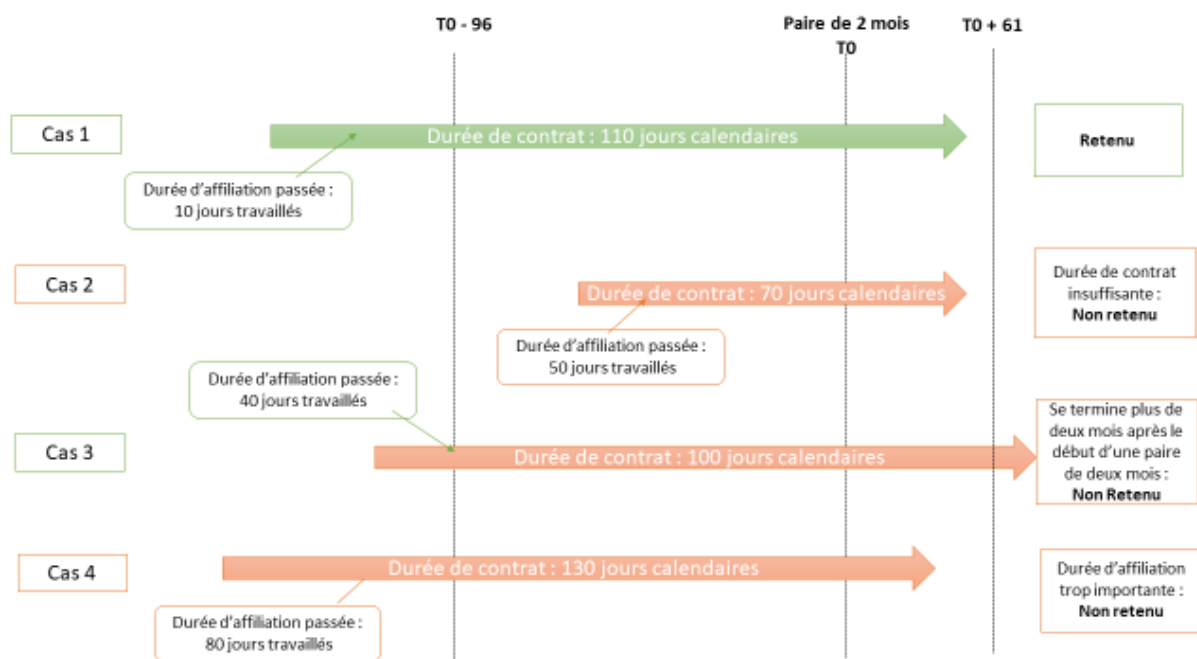 T0 - 96
Paire de 2 mois
T0
T0 + 61
Cas 1
Durée de contrat : 110 jours calendaires
Retenu
Durée d'affiliation passée :
10 jours travaillés
Cas 2
Durée de contrat : 70 jours calendaires
Durée de contrat
insuffisante :
Non retenu
Durée d'affiliation passée :
50 jours travaillés
Durée d'affiliation passée :
40 jours travaillés
Cas 3
Durée de contrat : 100 jours calendaires
Se termine plus de
deux mois après le
début d'une paire
de deux mois :
Non Retenu
Cas 4
Durée de contrat : 130 jours calendaires
Durée d'affiliation
trop importante :
Non retenu
Durée d'affiliation passée :
80 jours travaillés